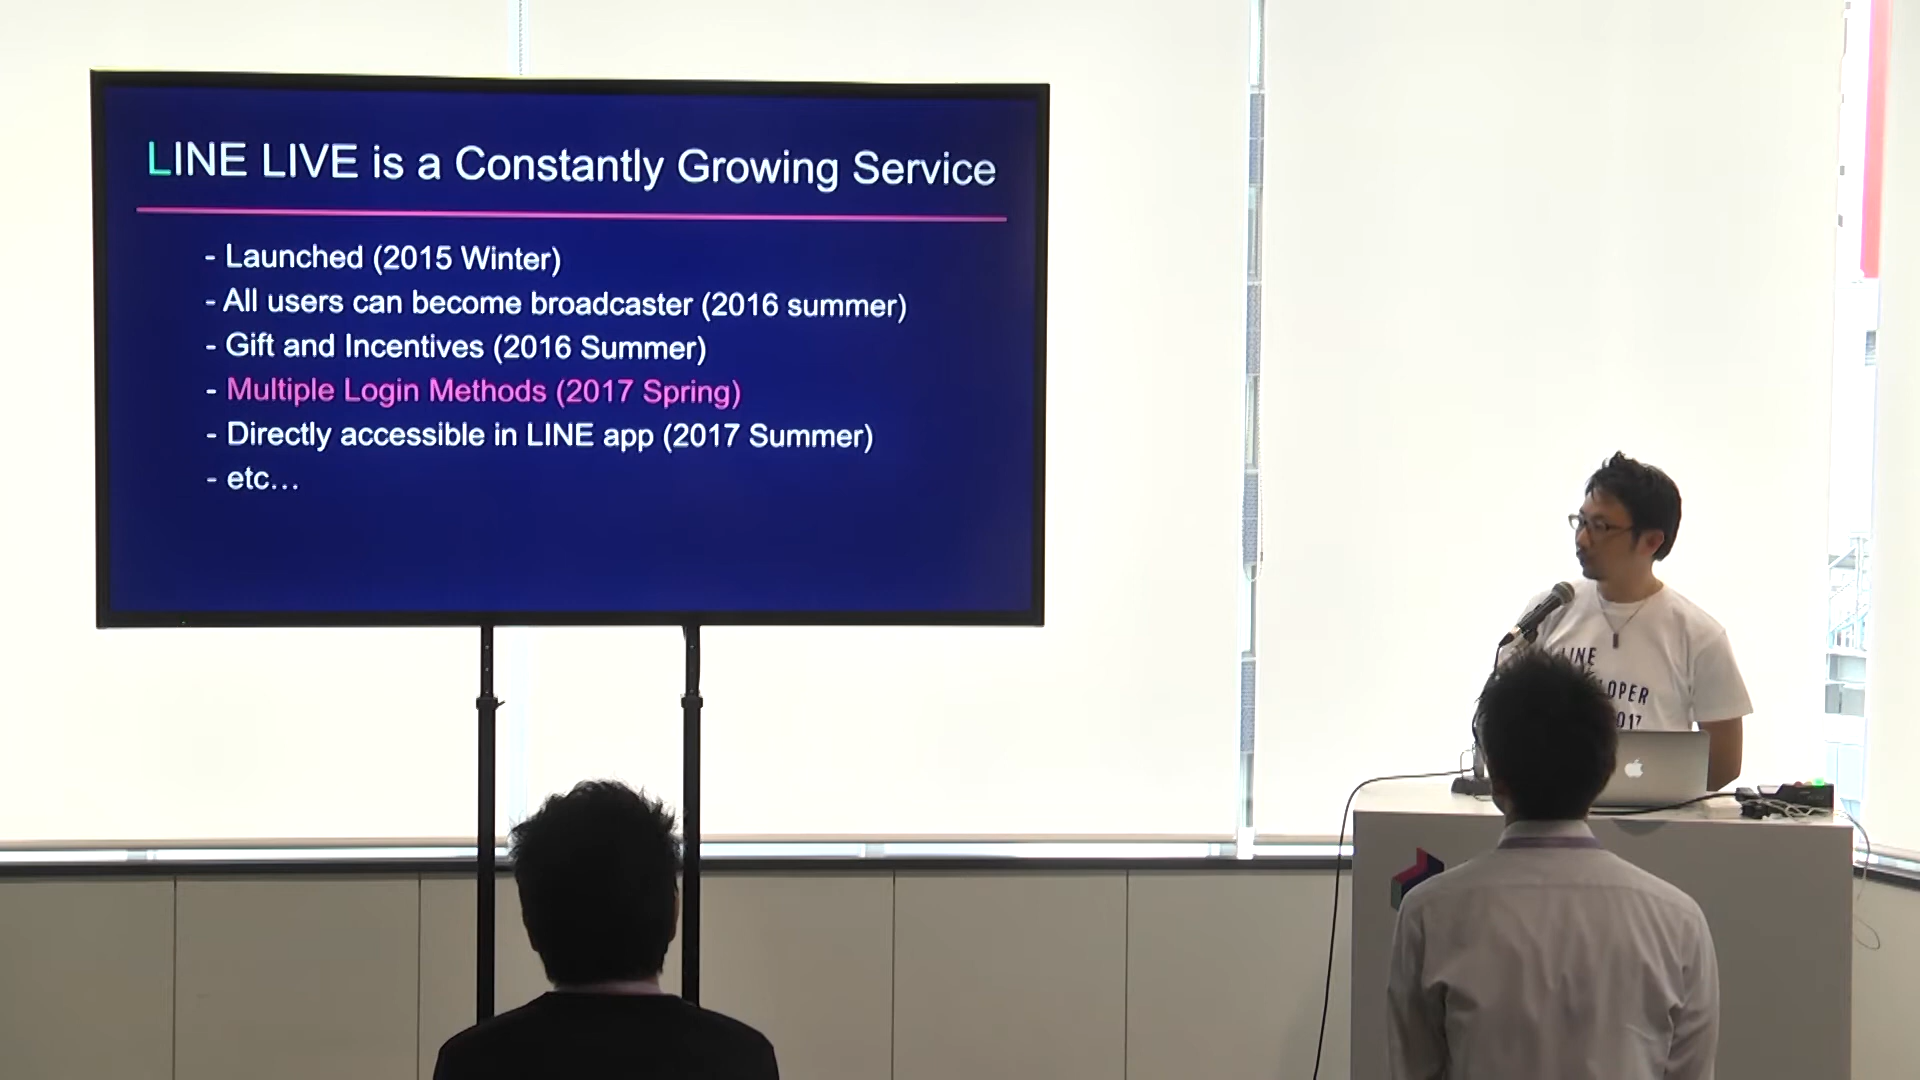 LINE LIVE is a Constantly Growing Service
- Launched (2015 Winter)
- All users can become broadcaster (2016 summer)
- Gift and Incentives (2016 Summer)
- Multiple Login Methods (2017 Spring)
- Directly accessible in LINE app (2017 Summer)
- etc...
LINE